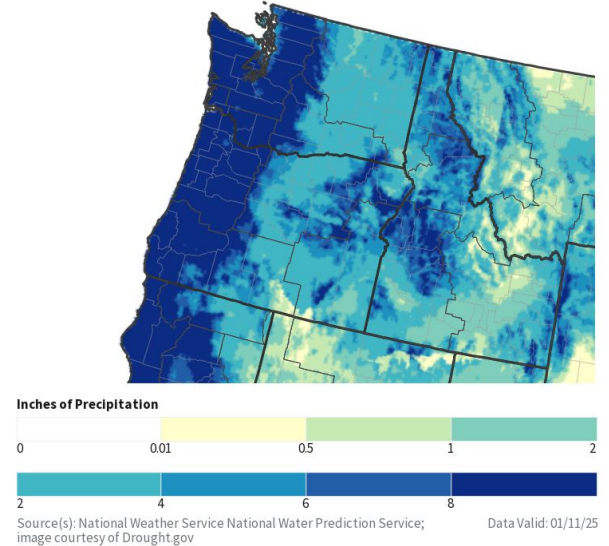 Inches of Precipitation
0 0.01 0.5 1 2
2 4 6 8
Source(s): National Weather Service National Water Prediction Service; Data Valid: 01/11/25
image courtesy of Drought.gov